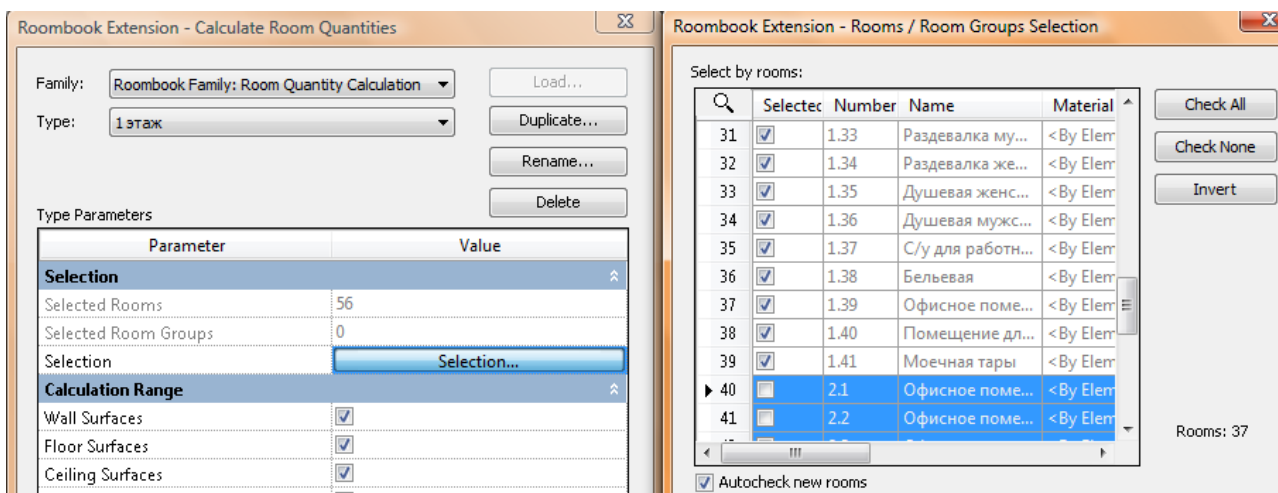 Roombook Extension - Calculate Room Quantities
Family: Roombook Family: Room Quantity Calculation Load...
Type: 1 этаж Duplicate...
Rename...
Delete
Type Parameters
Parameter Value
Selection
Selected Rooms 56
Selected Room Groups 0
Selection Selection...
Calculation Range
Wall Surfaces
Floor Surfaces
Ceiling Surfaces
Roombook Extension - Rooms / Room Groups Selection
Select by rooms:
Selected Number Name Material
31 1.33 Раздевалка му... <By Elem
32 1.34 Раздевалка же... <By Elem
33 1.35 Душевая женс... <By Elem
34 1.36 Душевая мужс... <By Elem
35 1.37 С/у для работн... <By Elem
36 1.38 Бельевая <By Elem
37 1.39 Офисное поме... <By Elem
38 1.40 Помещение дл... <By Elem
39 1.41 Моечная тары <By Elem
40 2.1 Офисное поме... <By Elem
41 2.2 Офисное поме... <By Elem
Autocheck new rooms
Check All
Check None
Invert
Rooms: 37